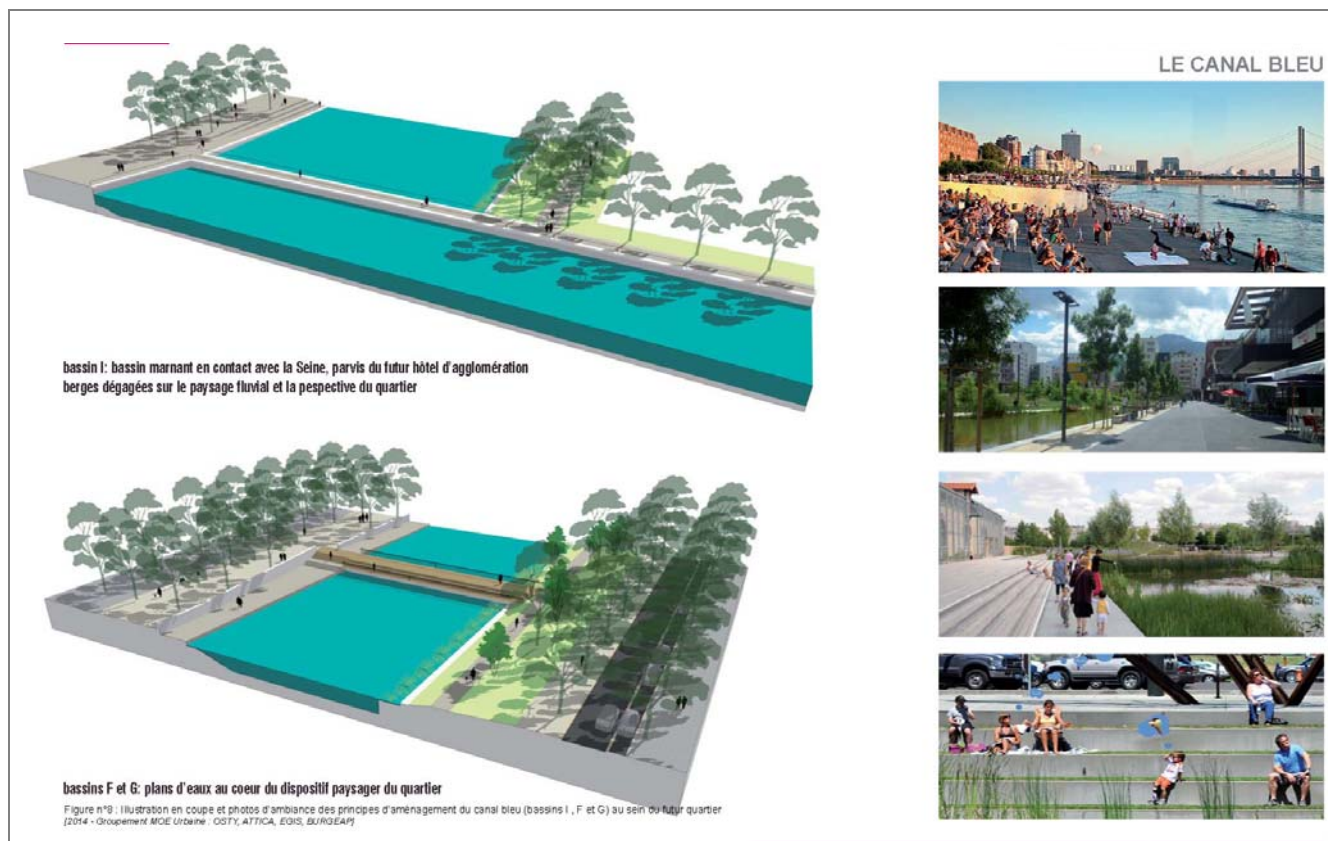 LE CANAL BLEU
bassin I: bassin marnant en contact avec la Seine, parvis du futur hôtel d'agglomération
berges dégagées sur le paysage fluvial et la pespective du quartier
bassins F et G: plans d'eaux au coeur du dispositif paysager du quartier
Figure n°8 : Illustration en coupe et photos d'ambiance des principes d'aménagement du canal bleu (bassins I , F et G) au sein du futur quartier
[2014 - Groupement MOE Urbaine : OSTY, ATTICA, EGIS, BURGEAP]